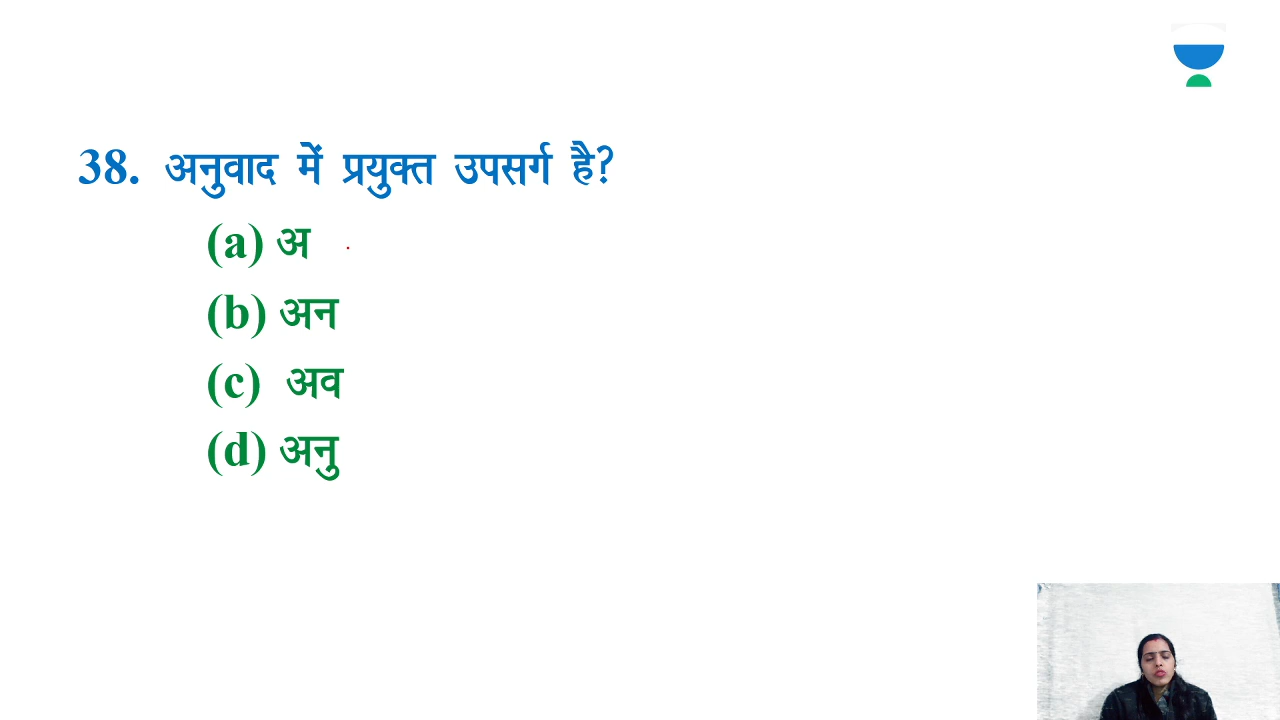 38. अनुवाद में प्रयुक्त उपसर्ग है?
(a) अ
(b) अन
(c) अव
(d) अनु